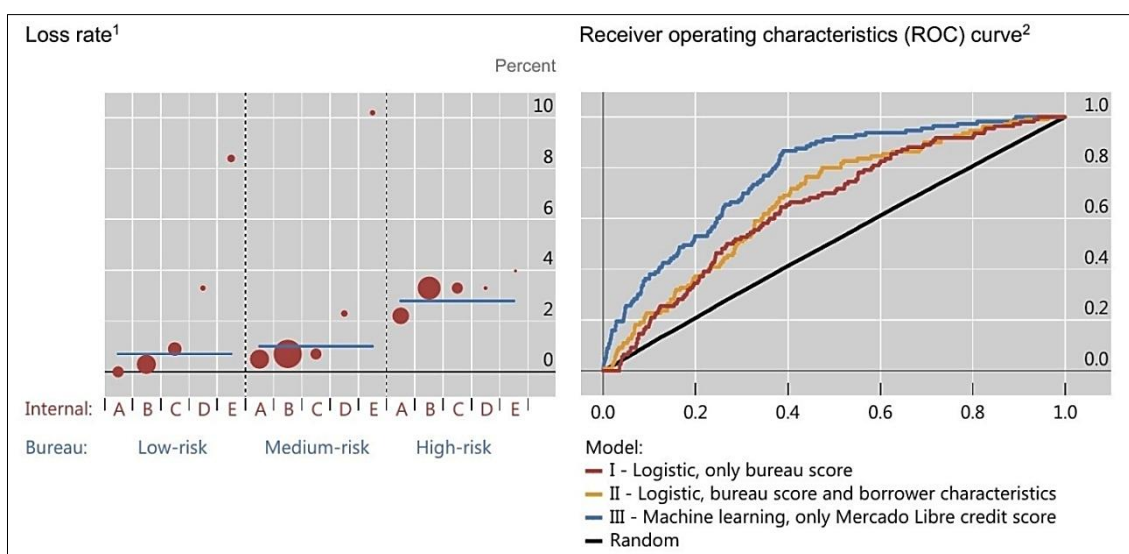 Loss rate¹
Percent
10
8
6
4
2
0
Internal: A B C D E A B C D E A B C D E
Bureau: Low-risk Medium-risk High-risk
Receiver operating characteristics (ROC) curve²
1.0
0.8
0.6
0.4
0.2
0.0
0.0 0.2 0.4 0.6 0.8 1.0
Model:
I - Logistic, only bureau score
II - Logistic, bureau score and borrower characteristics
III - Machine learning, only Mercado Libre credit score
Random